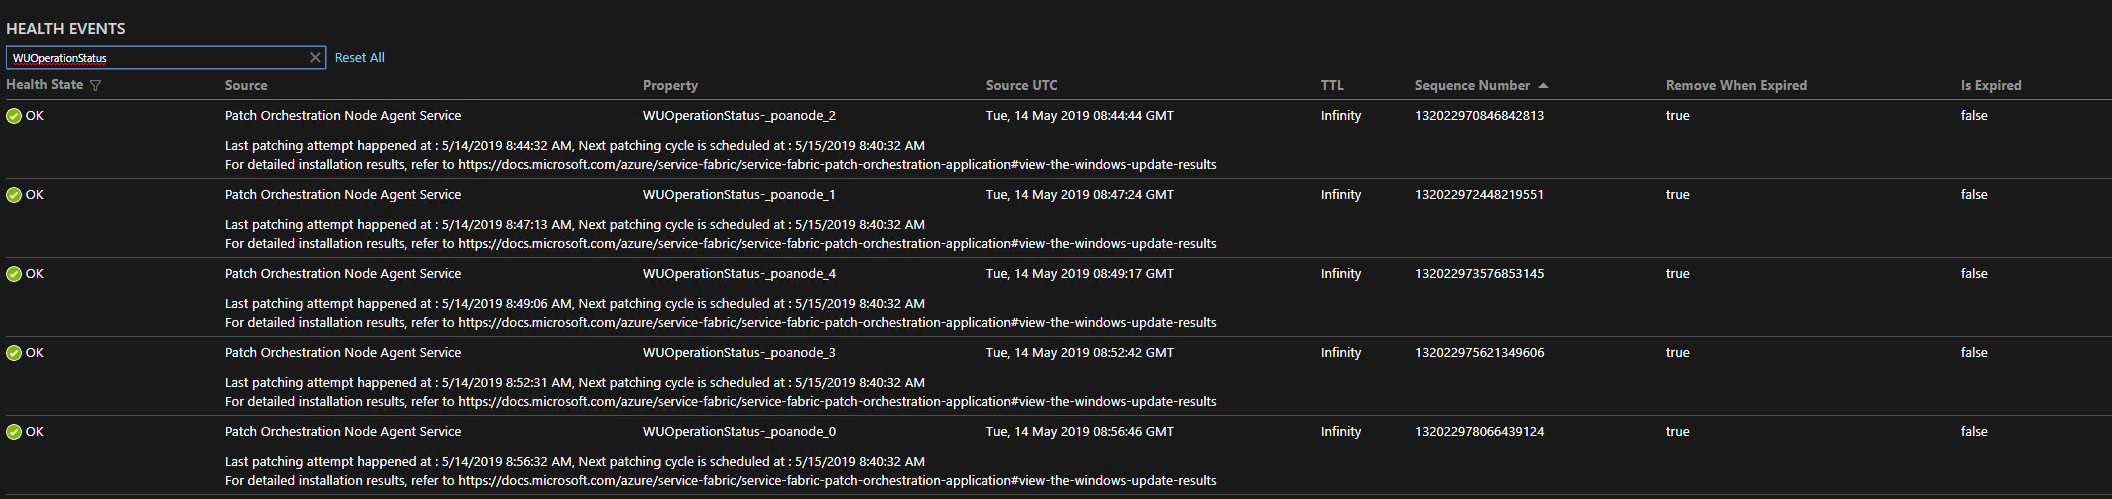 HEALTH EVENTS
WUOperationStatus Reset All
Health State Source Property Source UTC TTL Sequence Number Remove When Expired Is Expired
OK Patch Orchestration Node Agent Service WUOperationStatus-_poanode_2 Tue, 14 May 2019 08:44:44 GMT Infinity 132022970846842813 true false
Last patching attempt happened at : 5/14/2019 8:44:32 AM, Next patching cycle is scheduled at : 5/15/2019 8:40:32 AM
For detailed installation results, refer to https://docs.microsoft.com/azure/service-fabric/service-fabric-patch-orchestration-application#view-the-windows-update-results
OK Patch Orchestration Node Agent Service WUOperationStatus-_poanode_1 Tue, 14 May 2019 08:47:24 GMT Infinity 132022972448219551 true false
Last patching attempt happened at : 5/14/2019 8:47:13 AM, Next patching cycle is scheduled at : 5/15/2019 8:40:32 AM
For detailed installation results, refer to https://docs.microsoft.com/azure/service-fabric/service-fabric-patch-orchestration-application#view-the-windows-update-results
OK Patch Orchestration Node Agent Service WUOperationStatus-_poanode_4 Tue, 14 May 2019 08:49:17 GMT Infinity 132022973576853145 true false
Last patching attempt happened at : 5/14/2019 8:49:06 AM, Next patching cycle is scheduled at : 5/15/2019 8:40:32 AM
For detailed installation results, refer to https://docs.microsoft.com/azure/service-fabric/service-fabric-patch-orchestration-application#view-the-windows-update-results
OK Patch Orchestration Node Agent Service WUOperationStatus-_poanode_3 Tue, 14 May 2019 08:52:42 GMT Infinity 132022975621349606 true false
Last patching attempt happened at : 5/14/2019 8:52:31 AM, Next patching cycle is scheduled at : 5/15/2019 8:40:32 AM
For detailed installation results, refer to https://docs.microsoft.com/azure/service-fabric/service-fabric-patch-orchestration-application#view-the-windows-update-results
OK Patch Orchestration Node Agent Service WUOperationStatus-_poanode_0 Tue, 14 May 2019 08:56:46 GMT Infinity 132022978066439124 true false
Last patching attempt happened at : 5/14/2019 8:56:32 AM, Next patching cycle is scheduled at : 5/15/2019 8:40:32 AM
For detailed installation results, refer to https://docs.microsoft.com/azure/service-fabric/service-fabric-patch-orchestration-application#view-the-windows-update-results